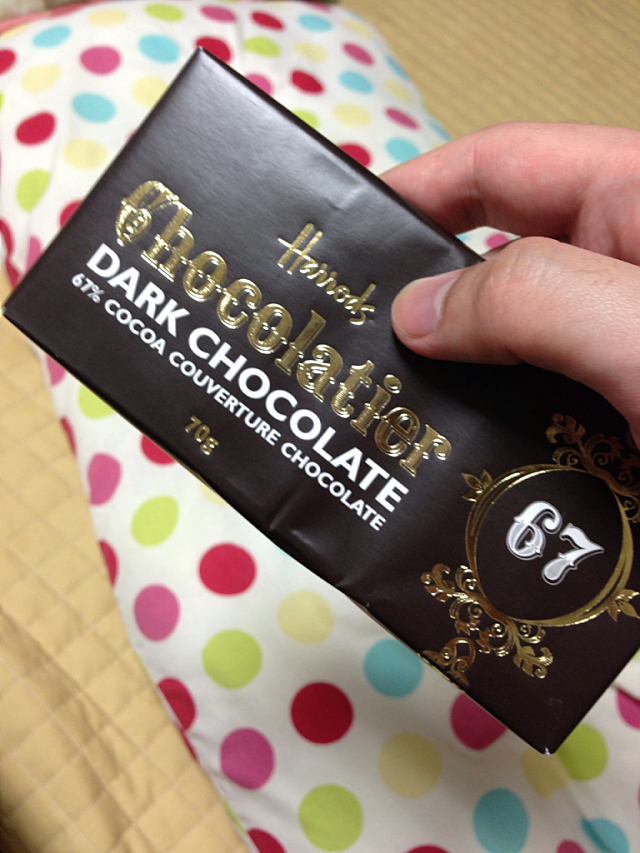 Harrods
Chocolatier
DARK CHOCOLATE
67% COCOA COUVERTURE CHOCOLATE
70g
67